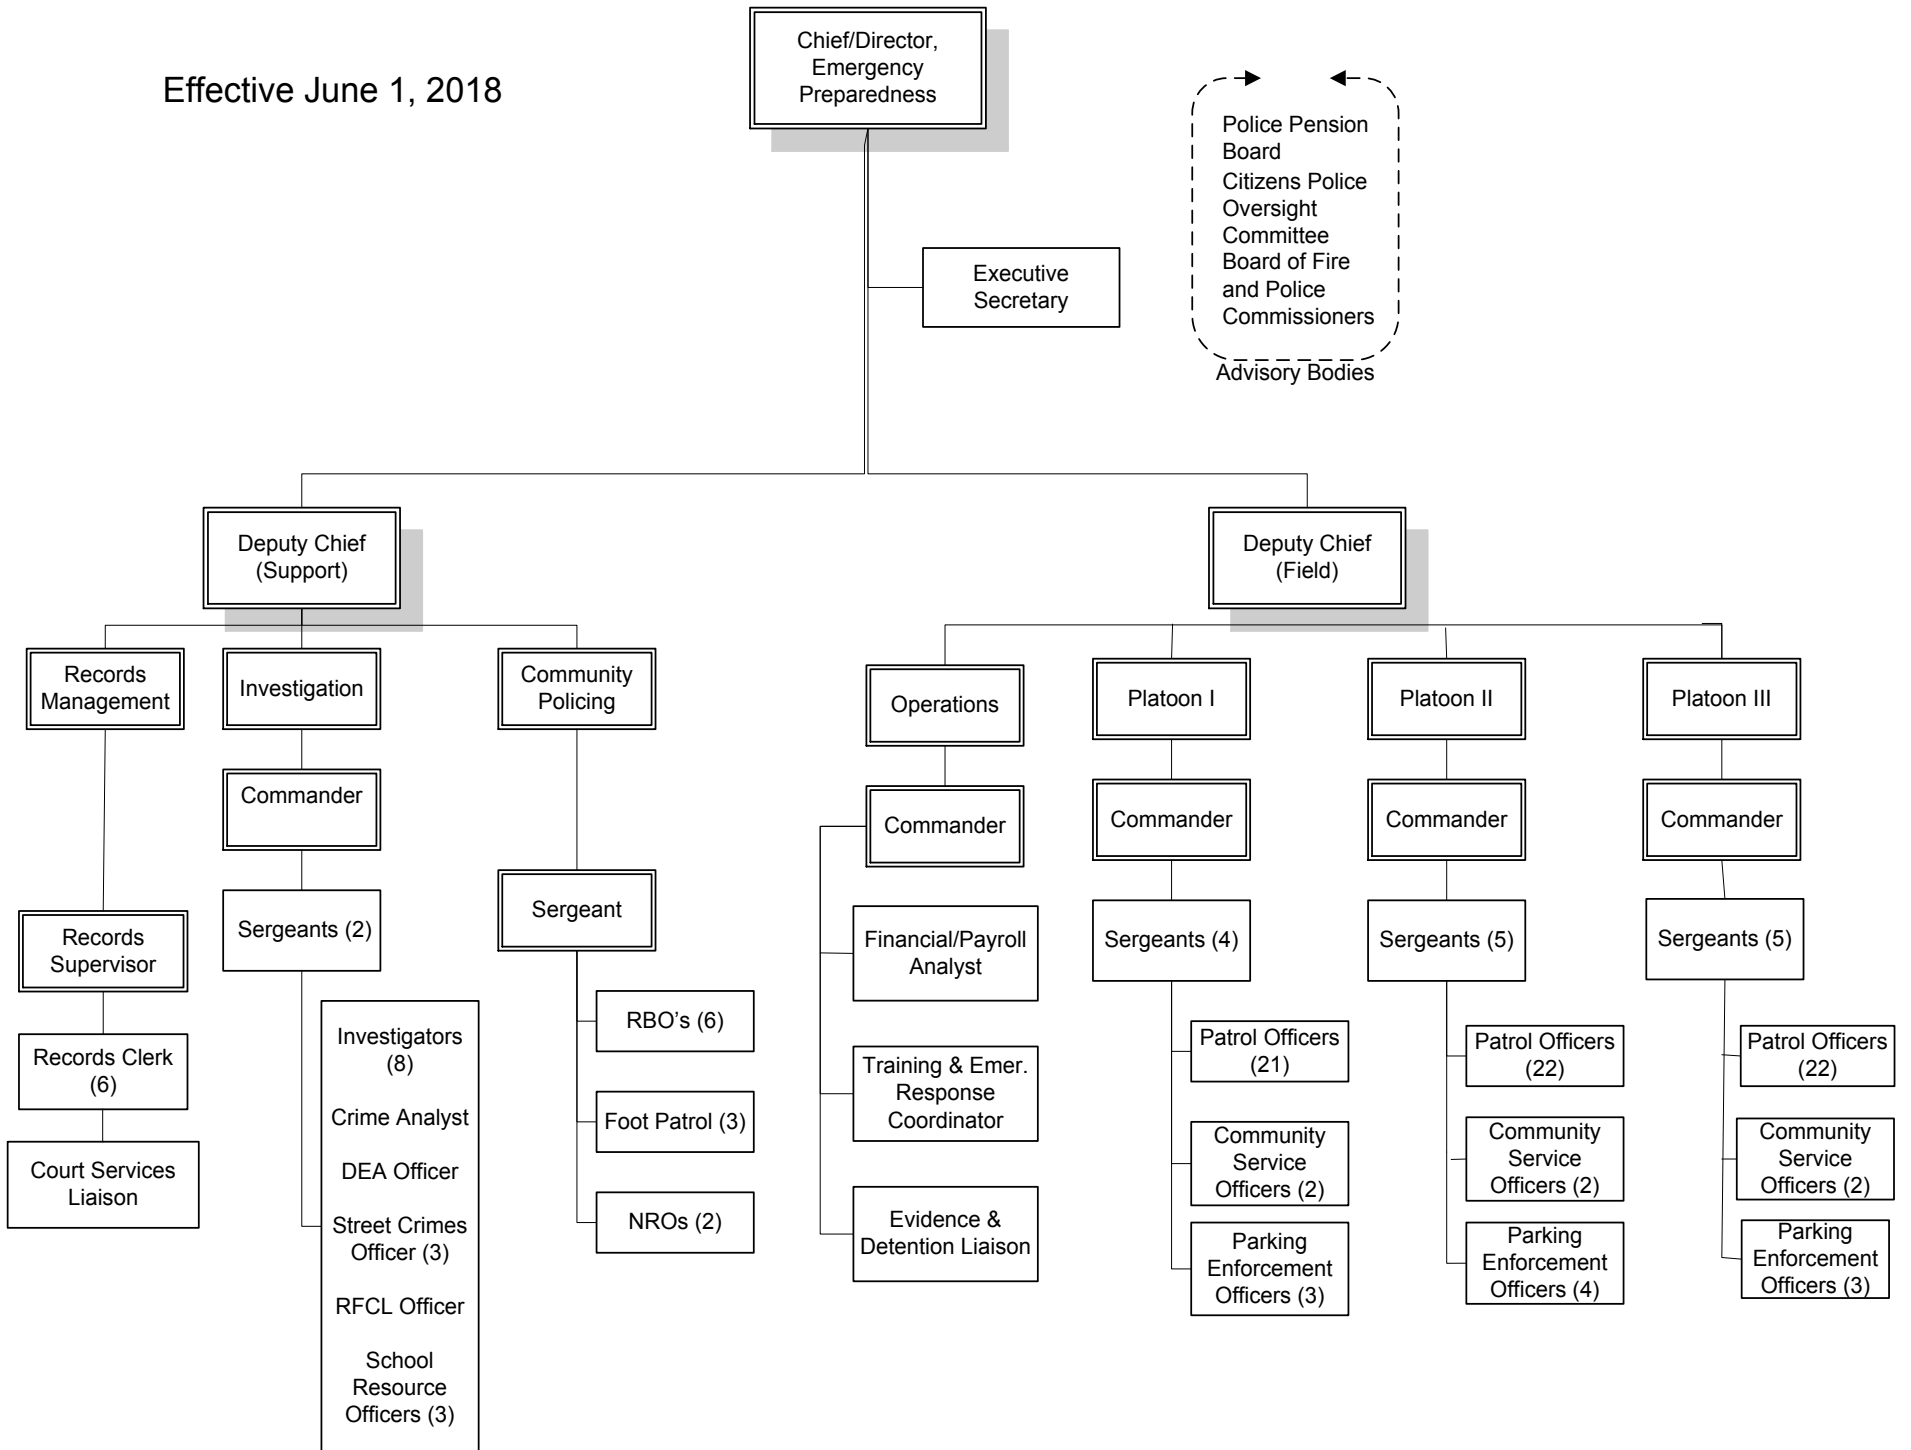 Effective June 1, 2018
Chief/Director,
Emergency
Preparedness
Police Pension
Board
Citizens Police
Oversight
Committee
Board of Fire
and Police
Commissioners
Advisory Bodies
Executive
Secretary
Deputy Chief
(Support)
Deputy Chief
(Field)
Records
Management
Investigation
Community
Policing
Operations
Platoon I
Platoon II
Platoon III
Commander
Commander
Commander
Commander
Commander
Records
Supervisor
Sergeants (2)
Sergeant
Financial/Payroll
Analyst
Sergeants (4)
Sergeants (5)
Sergeants (5)
Records Clerk
(6)
Court Services
Liaison
Investigators
(8)
Crime Analyst
DEA Officer
Street Crimes
Officer (3)
RFCL Officer
School
Resource
Officers (3)
RBO's (6)
Foot Patrol (3)
NROs (2)
Training & Emer.
Response
Coordinator
Evidence &
Detention Liaison
Patrol Officers
(21)
Community
Service
Officers (2)
Parking
Enforcement
Officers (3)
Patrol Officers
(22)
Community
Service
Officers (2)
Parking
Enforcement
Officers (4)
Patrol Officers
(22)
Community
Service
Officers (2)
Parking
Enforcement
Officers (3)